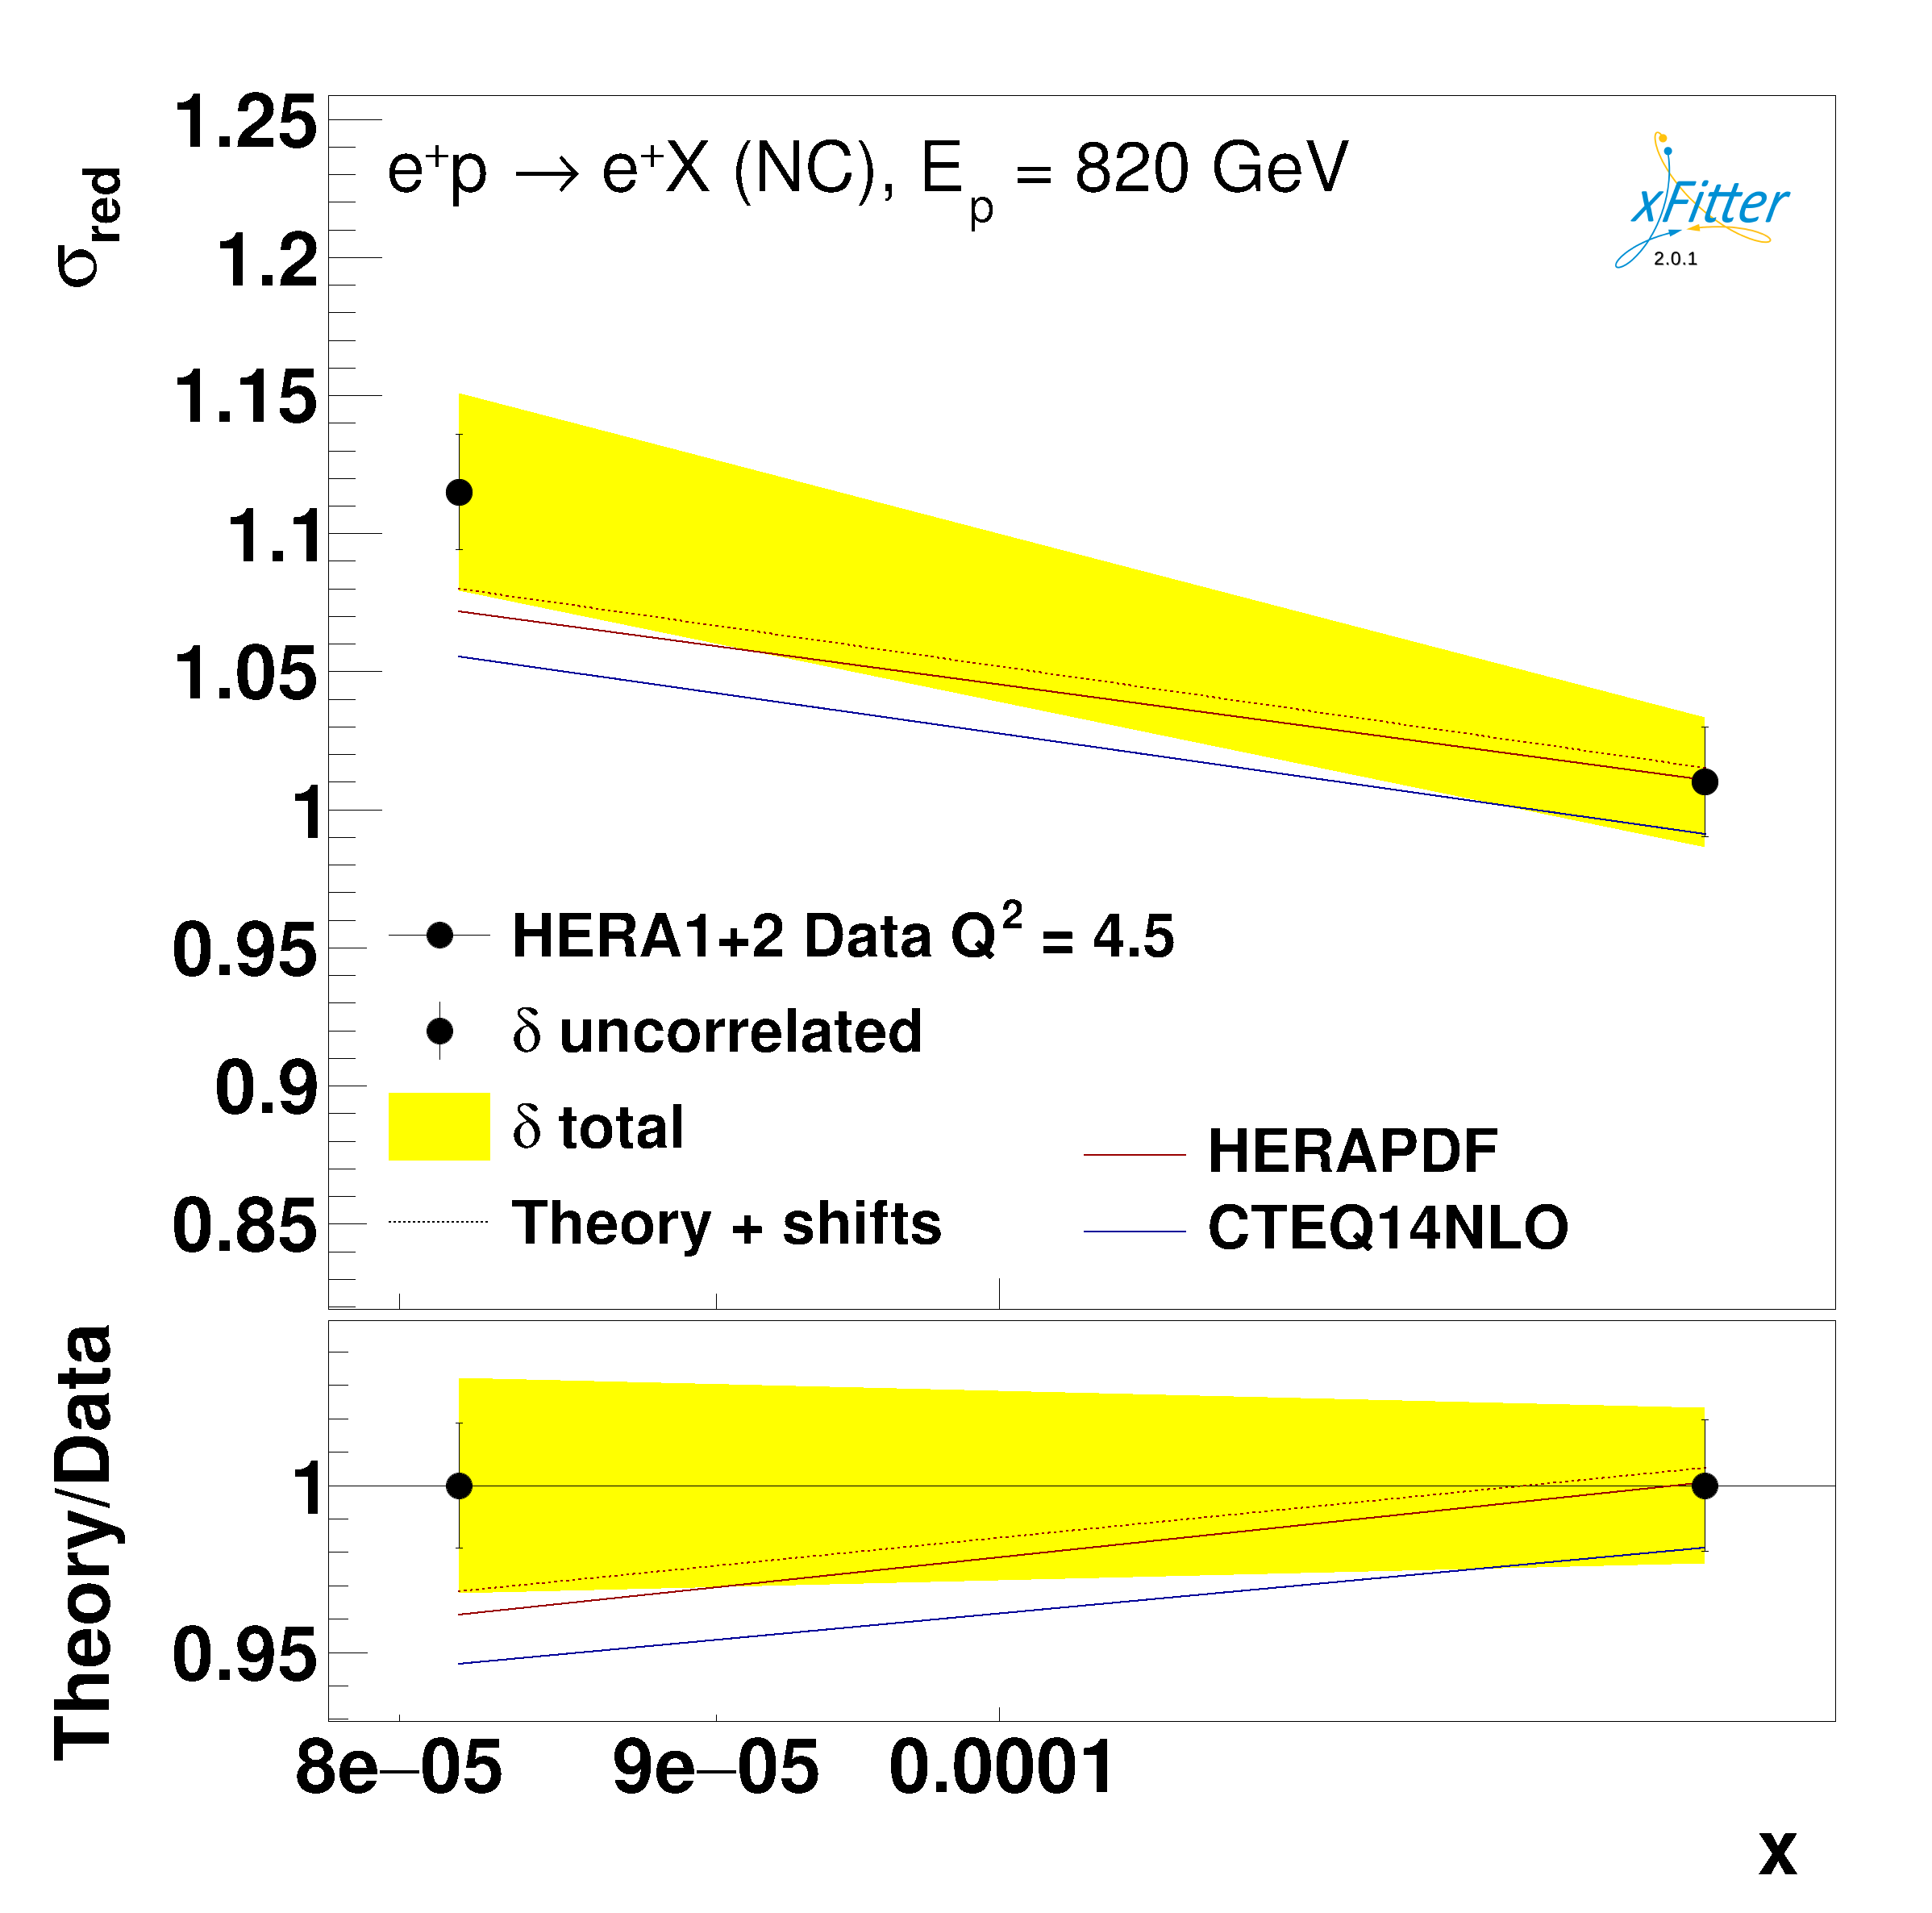 σred
1.25
1.2
1.15
1.1
1.05
1
0.95
0.9
0.85
e+p → e+X (NC), Ep = 820 GeV
xFitter
2.0.1
HERA1+2 Data Q2 = 4.5
δ uncorrelated
δ total
Theory + shifts
HERAPDF
CTEQ14NLO
Theory/Data
1
0.95
8e−05 9e−05 0.0001
x